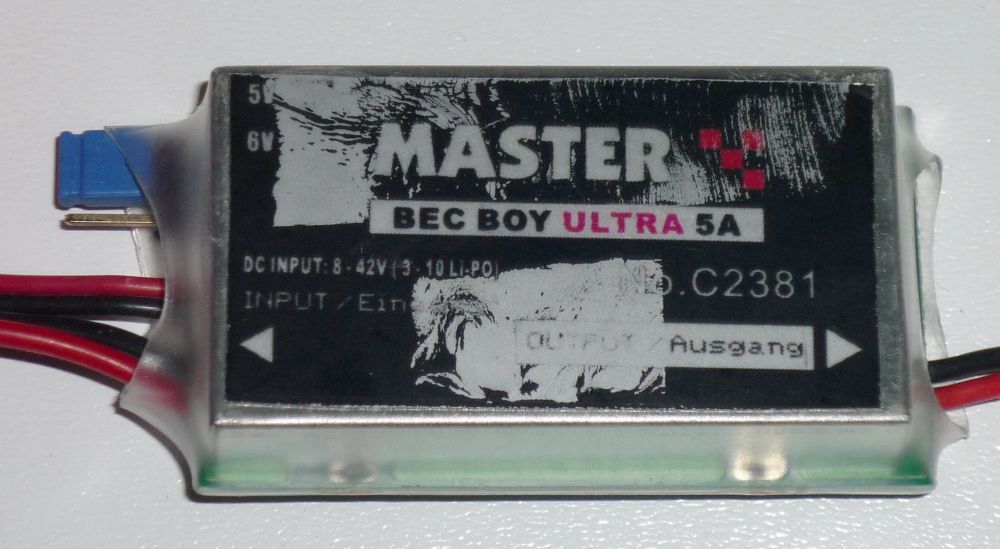 5V
6V
MASTER
BEC BOY ULTRA 5A
DC INPUT: 8 - 42V ( 3 - 10 Li-PO)
No.C2381
INPUT / Ein
OUTPUT / Ausgang